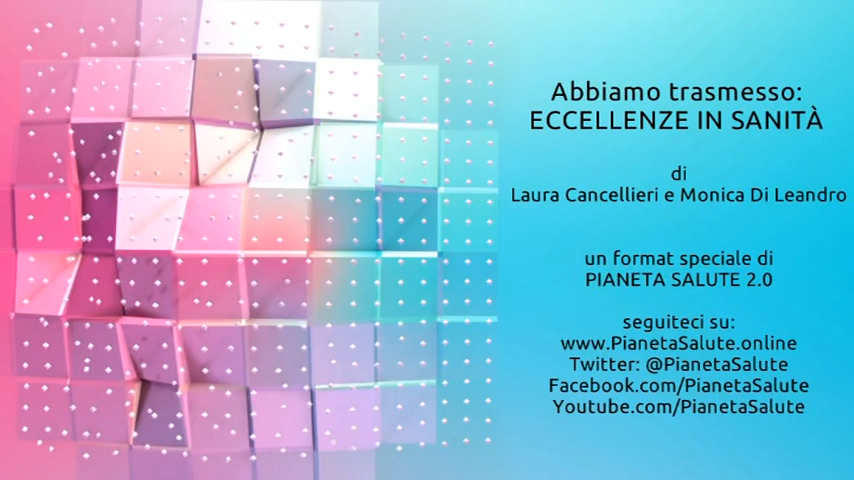 Abbiamo trasmesso:
ECCELLENZE IN SANITÀ
di
Laura Cancellieri e Monica Di Leandro
un format speciale di
PIANETA SALUTE 2.0
seguiteci su:
www.PianetaSalute.online
Twitter: @PianetaSalute
Facebook.com/PianetaSalute
Youtube.com/PianetaSalute